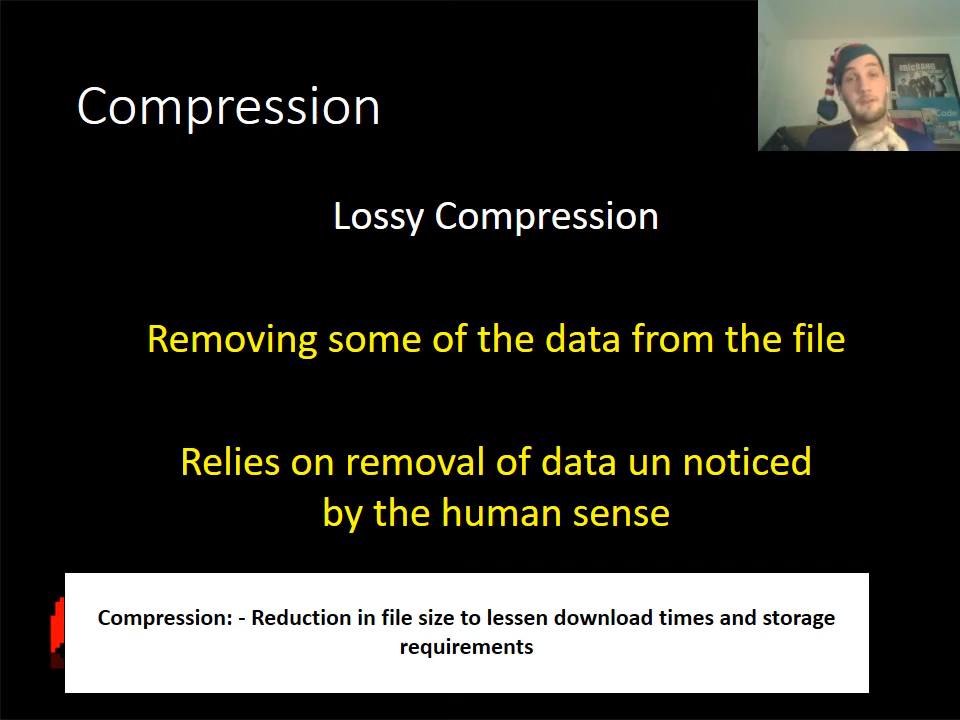 Compression
Lossy Compression
Removing some of the data from the file
Relies on removal of data un noticed
by the human sense
Compression: - Reduction in file size to lessen download times and storage
requirements